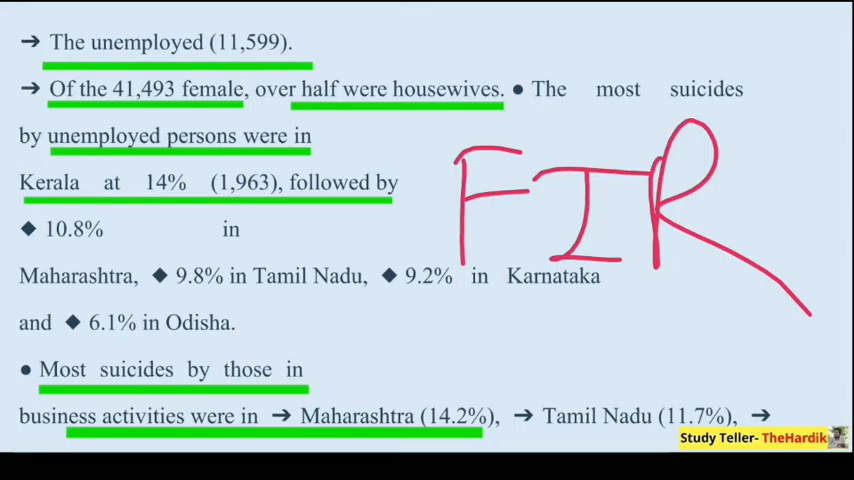 → The unemployed (11,599).
→ Of the 41,493 female, over half were housewives. ● The most suicides
by unemployed persons were in
Kerala at 14% (1,963), followed by
◆ 10.8% in
Maharashtra, ◆ 9.8% in Tamil Nadu, ◆ 9.2% in Karnataka
and ◆ 6.1% in Odisha.
● Most suicides by those in
business activities were in → Maharashtra (14.2%), → Tamil Nadu (11.7%), →
FIR
Study Teller- TheHardik